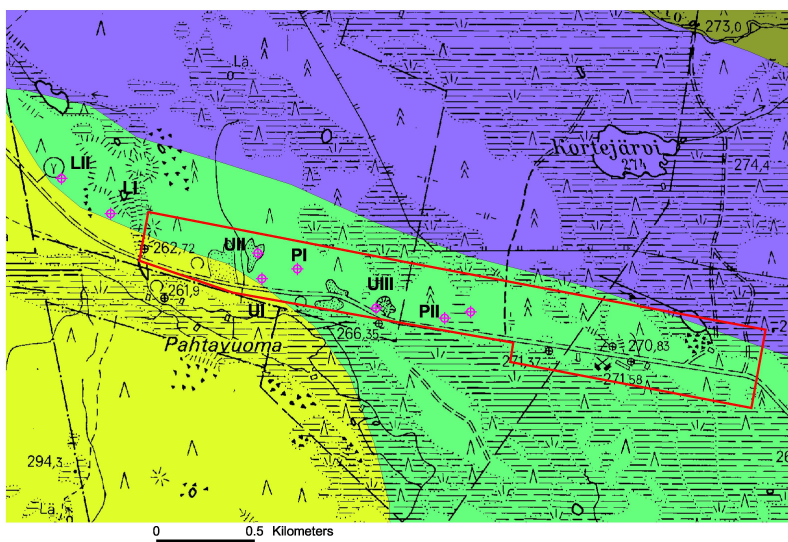 273,0
Lä.
Kortejärvi
274
274,4
LII
LI
262,72
UII
PI
261,9
UI
UIII
PII
266,35
270,83
Pahtavuoma
271,37
271,58
294,3
Lä.
0 0.5 Kilometers